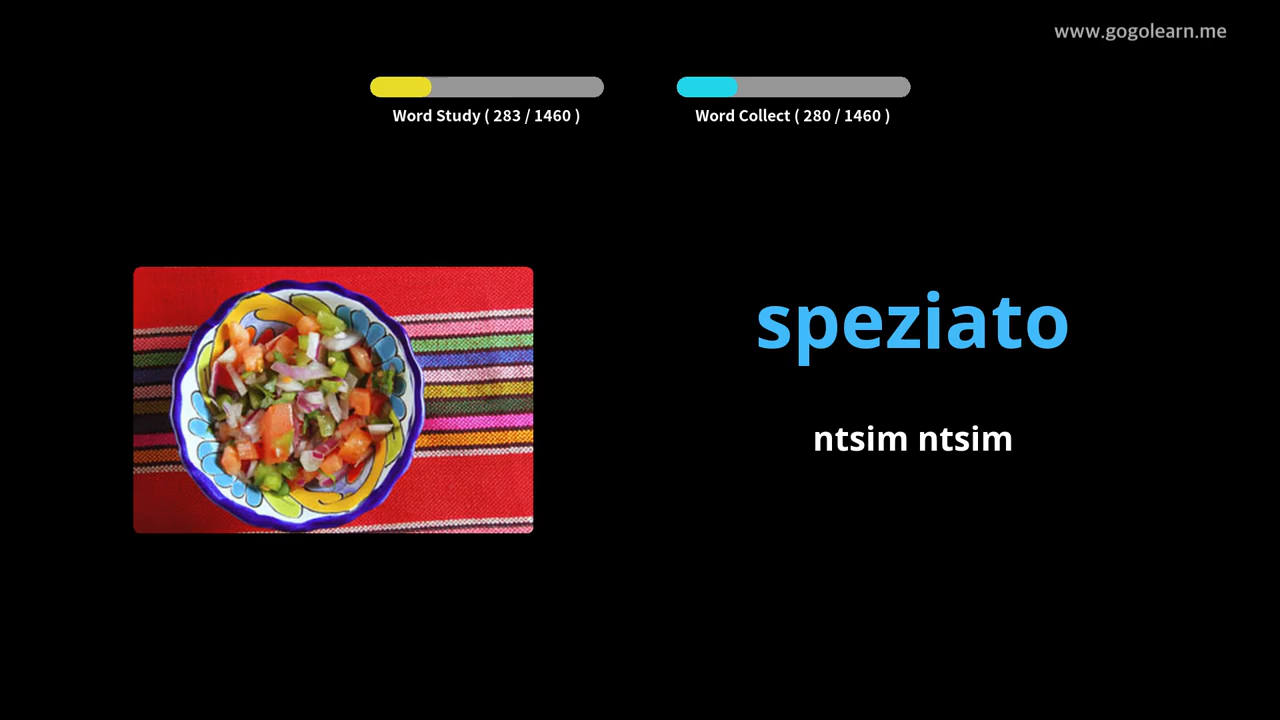 www.gogolearn.me
Word Study ( 283 / 1460 )
Word Collect ( 280 / 1460 )
speziato
ntsim ntsim